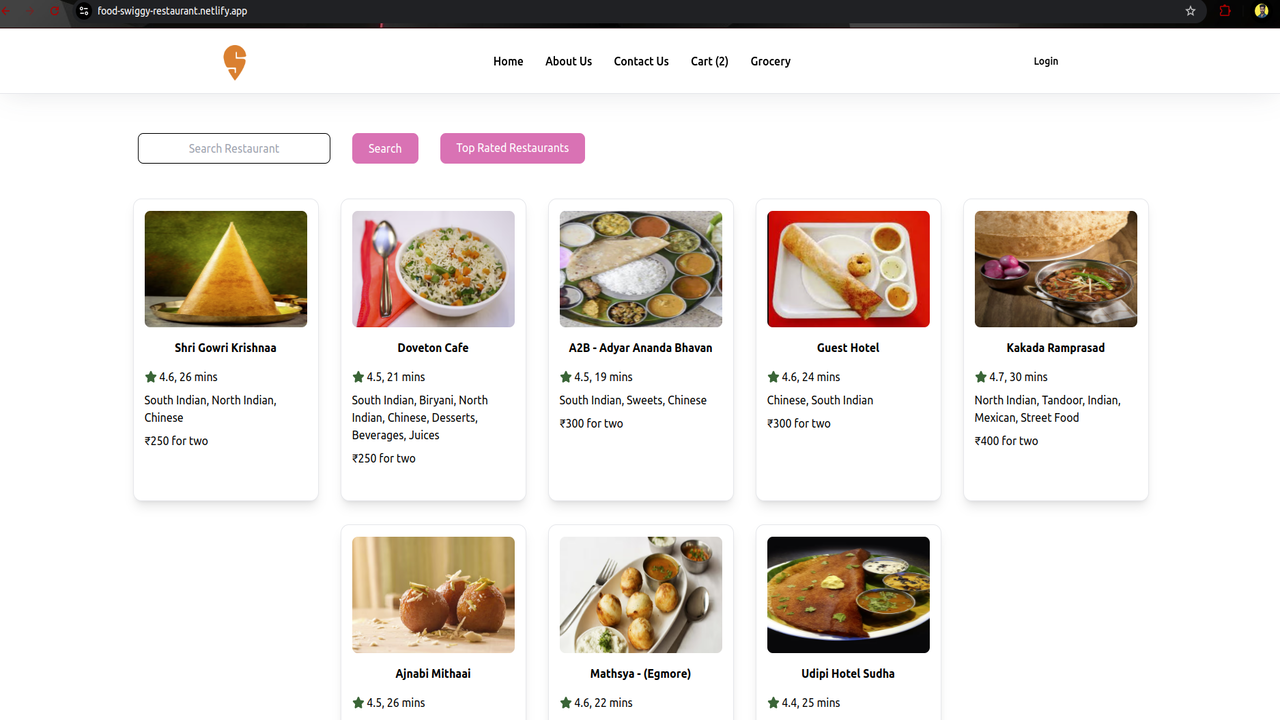 food-swiggy-restaurant.netlify.app
Home About Us Contact Us Cart (2) Grocery Login
Search Restaurant Search Top Rated Restaurants
Shri Gowri Krishnaa
4.6, 26 mins
South Indian, North Indian,
Chinese
₹250 for two
Doveton Cafe
4.5, 21 mins
South Indian, Biryani, North
Indian, Chinese, Desserts,
Beverages, Juices
₹250 for two
A2B - Adyar Ananda Bhavan
4.5, 19 mins
South Indian, Sweets, Chinese
₹300 for two
Guest Hotel
4.6, 24 mins
Chinese, South Indian
₹300 for two
Kakada Ramprasad
4.7, 30 mins
North Indian, Tandoor, Indian,
Mexican, Street Food
₹400 for two
Ajnabi Mithaai
4.5, 26 mins
Mathsya - (Egmore)
4.6, 22 mins
Udipi Hotel Sudha
4.4, 25 mins